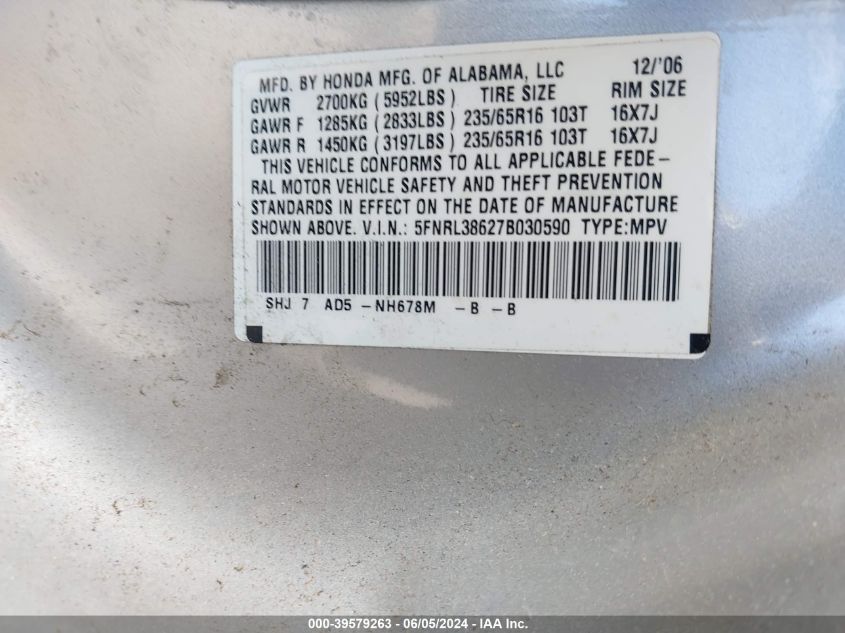 MFD. BY HONDA MFG. OF ALABAMA, LLC 12/'06
GVWR 2700KG (5952LBS) TIRE SIZE RIM SIZE
GAWR F 1285KG (2833LBS) 235/65R16 103T 16X7J
GAWR R 1450KG (3197LBS) 235/65R16 103T 16X7J
THIS VEHICLE CONFORMS TO ALL APPLICABLE FEDE-
RAL MOTOR VEHICLE SAFETY AND THEFT PREVENTION
STANDARDS IN EFFECT ON THE DATE OF MANUFACTURE
SHOWN ABOVE. V.I.N.: 5FNRL38627B030590 TYPE:MPV
SHJ 7 AD5 -NH678M -B -B
000-39579263 - 06/05/2024 - IAA Inc.